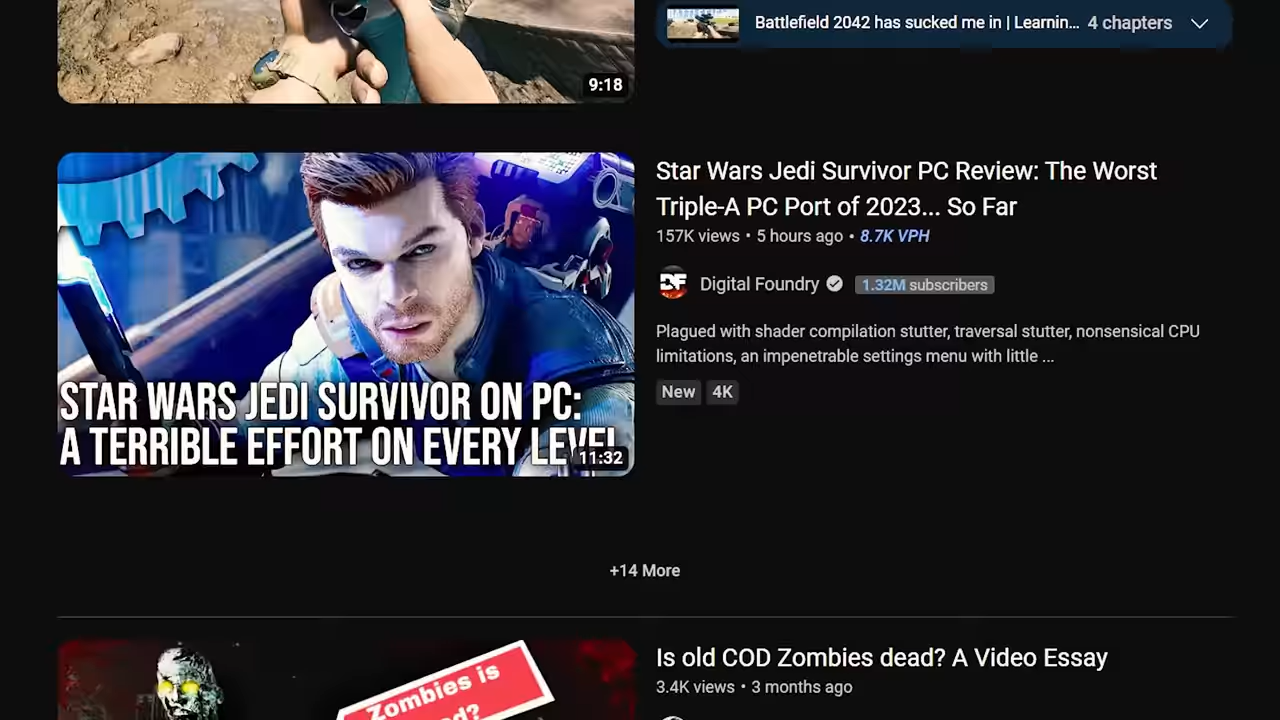 Battlefield 2042 has sucked me in | Learnin... 4 chapters
9:18
Star Wars Jedi Survivor PC Review: The Worst
Triple-A PC Port of 2023... So Far
157K views • 5 hours ago • 8.7K VPH
DF Digital Foundry 1.32M subscribers
Plagued with shader compilation stutter, traversal stutter, nonsensical CPU
limitations, an impenetrable settings menu with little ...
New 4K
STAR WARS JEDI SURVIVOR ON PC:
A TERRIBLE EFFORT ON EVERY LEVEL
11:32
+14 More
Is old COD Zombies dead? A Video Essay
3.4K views • 3 months ago
Zombies is